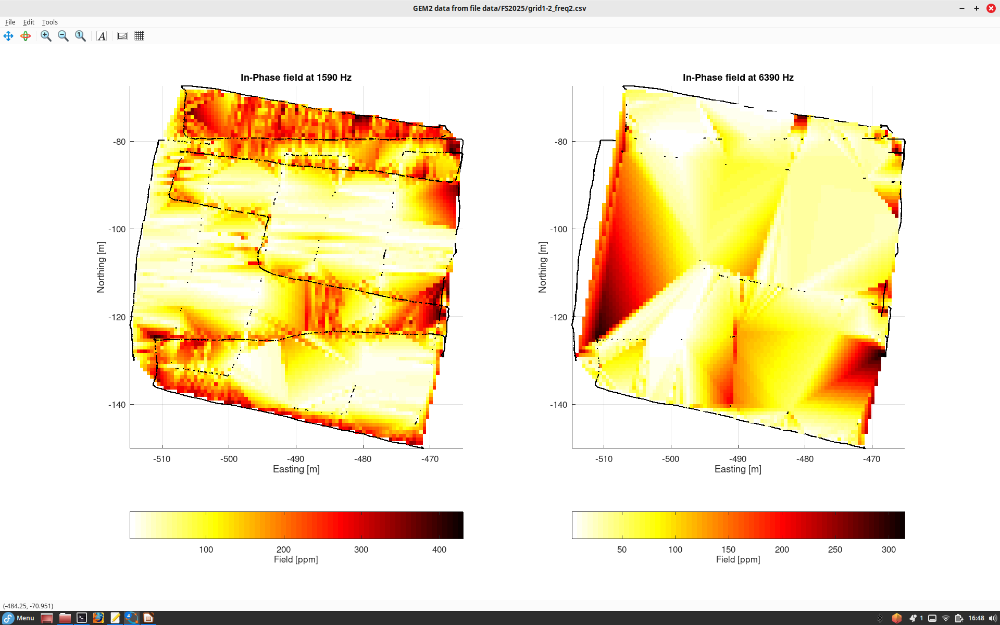 GEM2 data from file data/FS2025/grid1-2_freq2.csv
File Edit Tools
In-Phase field at 1590 Hz
-80
-100
-120
-140
Northing [m]
-510 -500 -490 -480 -470
Easting [m]
100 200 300 400
Field [ppm]
In-Phase field at 6390 Hz
-80
-100
-120
-140
Northing [m]
-510 -500 -490 -480 -470
Easting [m]
50 100 150 200 250 300
Field [ppm]
(-484.25, -70.951)
Menu 4 1 16:48